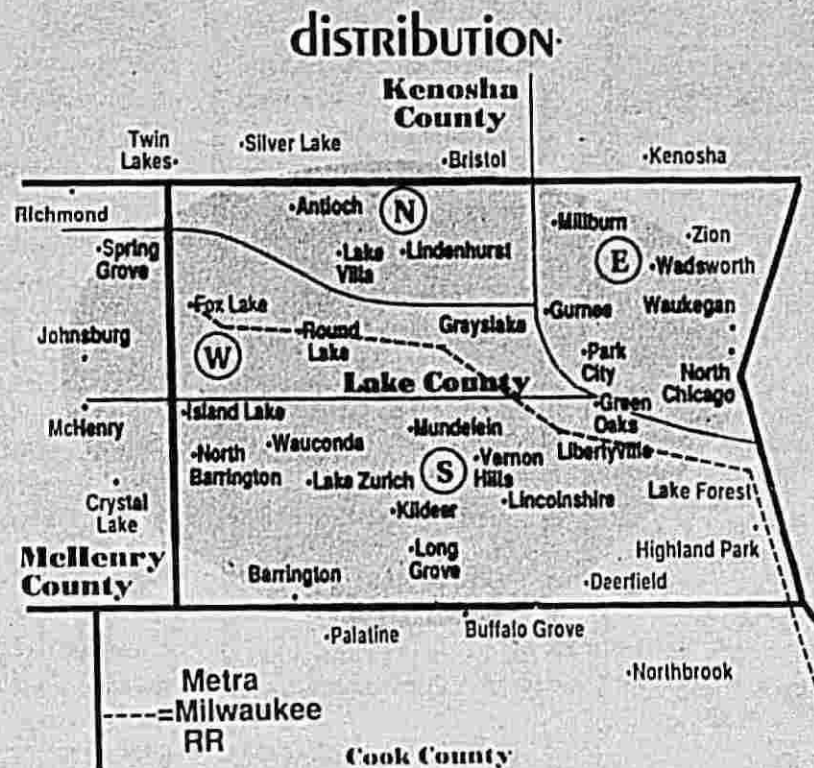 distribution
Kenosha
County
Twin
Lakes
Silver Lake
Bristol
Kenosha
Richmond
Antioch
N
Millburn
Zion
Spring
Grove
Lake
Villa
Lindenhurst
E
Wadsworth
Fox Lake
Grayslake
Gurnee
Waukegan
Johnsburg
Round
Lake
W
Park
City
North
Chicago
Lake County
McHenry
Island Lake
Green
Oaks
Mundelein
Wauconda
North
Barrington
Lake Zurich
S
Vernon
Hills
Libertyville
Crystal
Lake
Kildeer
Lincolnshire
Lake Forest
McHenry
County
Long
Grove
Highland Park
Barrington
Deerfield
Palatine
Buffalo Grove
Northbrook
Metra
----=Milwaukee
RR
Cook County